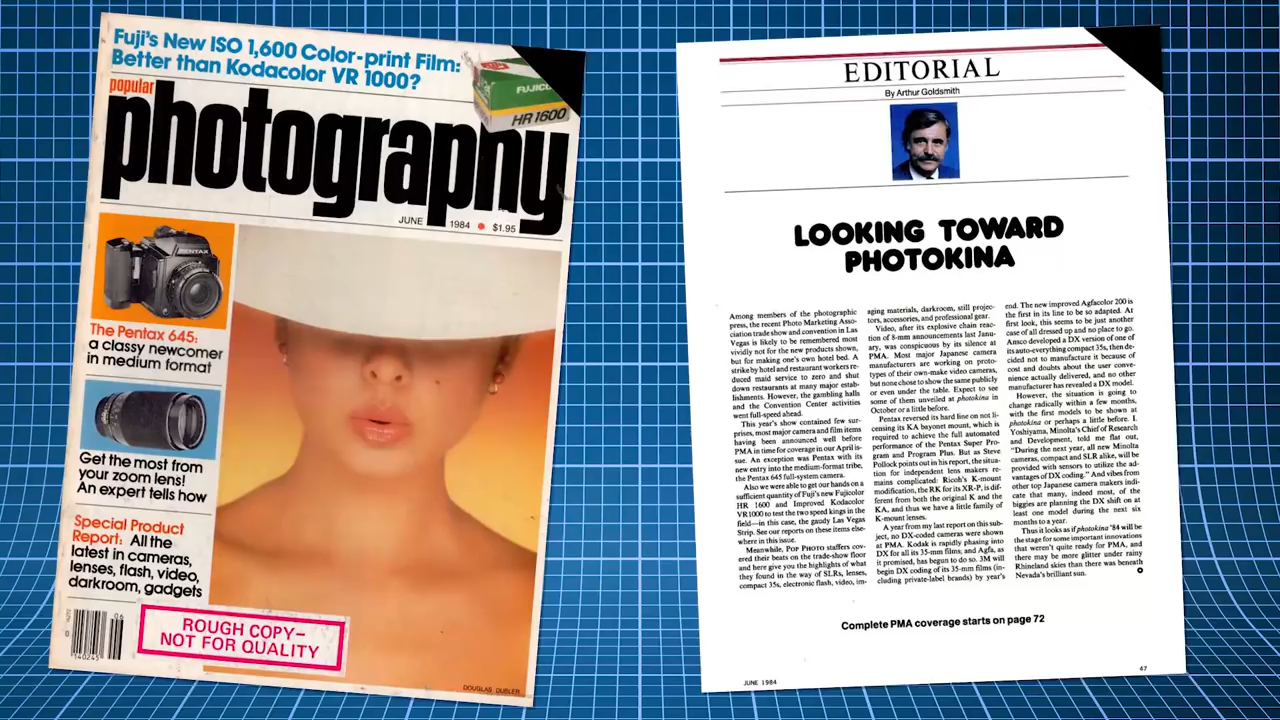 Fuji's New ISO 1,600 Color-print Film:
Better than Kodacolor VR 1000?
FUJICO
HR1600
popular
photography
JUNE 1984 • $1.95
PENTAX
The Pentax 645:
a classy newcomer
in medium format
Get the most from
your zoom lens!
An expert tells how
Special Product
Report: All the
latest in cameras,
lenses, flash, video,
darkroom, gadgets
06
ROUGH COPY–
NOT FOR QUALITY
DOUGLAS DUBLER
EDITORIAL
By Arthur Goldsmith
LOOKING TOWARD
PHOTOKINA
Among members of the photographic
press, the recent Photo Marketing Asso-
ciation trade show and convention in Las
Vegas is likely to be remembered most
vividly not for the new products shown,
but for making one's own hotel bed. A
strike by hotel and restaurant workers re-
duced maid service to zero and shut
down restaurants at many major estab-
lishments. However, the gambling halls
and the Convention Center activities
went full-speed ahead.
This year's show contained few sur-
prises, most major camera and film items
having been announced well before
PMA in time for coverage in our April is-
sue. An exception was Pentax with its
new entry into the medium-format tribe,
the Pentax 645 full-system camera.
Also we were able to get our hands on a
sufficient quantity of Fuji's new Fujicolor
HR 1600 and Improved Kodacolor
VR1000 to test the two speed kings in the
field—in this case, the gaudy Las Vegas
Strip. See our reports on these items else-
where in this issue.
Meanwhile, POP PHOTO staffers cov-
ered their beats on the trade-show floor
and here give you the highlights of what
they found in the way of SLRs, lenses,
compact 35s, electronic flash, video, im-
aging materials, darkroom, still projec-
tors, accessories, and professional gear.
Video, after its explosive chain reac-
tion of 8-mm announcements last Janu-
ary, was conspicuous by its silence at
PMA. Most major Japanese camera
manufacturers are working on proto-
types of their own-make video cameras,
but none chose to show the same publicly
or even under the table. Expect to see
some of them unveiled at photokina in
October or a little before.
Pentax reversed its hard line on not li-
censing its KA bayonet mount, which is
required to achieve the full automated
performance of the Pentax Super Pro-
gram and Program Plus. But as Steve
Pollock points out in his report, the situa-
tion for independent lens makers re-
mains complicated: Ricoh's K-mount
modification, the RK for its XR-P, is dif-
ferent from both the original K and the
KA, and thus we have a little family of
K-mount lenses.
A year from my last report on this sub-
ject, no DX-coded cameras were shown
at PMA. Kodak is rapidly phasing into
DX for all its 35-mm films; and Agfa, as
it promised, has begun to do so. 3M will
begin DX coding of its 35-mm films (in-
cluding private-label brands) by year's
end. The new improved Agfacolor 200 is
the first in its line to be so adapted. At
first look, this seems to be just another
case of all dressed up and no place to go.
Ansco developed a DX version of one of
its auto-everything compact 35s, then de-
cided not to manufacture it because of
cost and doubts about the user conve-
nience actually delivered, and no other
manufacturer has revealed a DX model.
However, the situation is going to
change radically within a few months,
with the first models to be shown at
photokina or perhaps a little before. I.
Yoshiyama, Minolta's Chief of Research
and Development, told me flat out,
"During the next year, all new Minolta
cameras, compact and SLR alike, will be
provided with sensors to utilize the ad-
vantages of DX coding." And vibes from
other top Japanese camera makers indi-
cate that many, indeed most, of the
biggies are planning the DX shift on at
least one model during the next six
months to a year.
Thus it looks as if photokina '84 will be
the stage for some important innovations
that weren't quite ready for PMA, and
there may be more glitter under rainy
Rhineland skies than there was beneath
Nevada's brilliant sun.
Complete PMA coverage starts on page 72
JUNE 1984
47